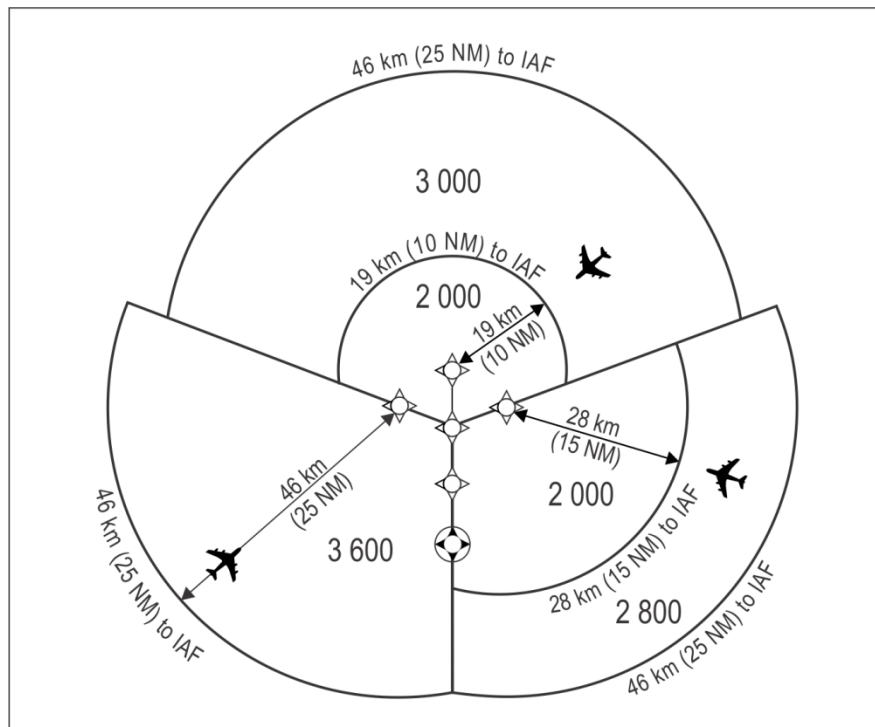 46 km (25 NM) to IAF
3 000
19 km (10 NM) to IAF
2 000
19 km
(10 NM)
28 km
(15 NM)
46 km
(25 NM)
2 000
46 km (25 NM) to IAF
3 600
28 km (15 NM) to IAF
2 800
46 km (25 NM) to IAF